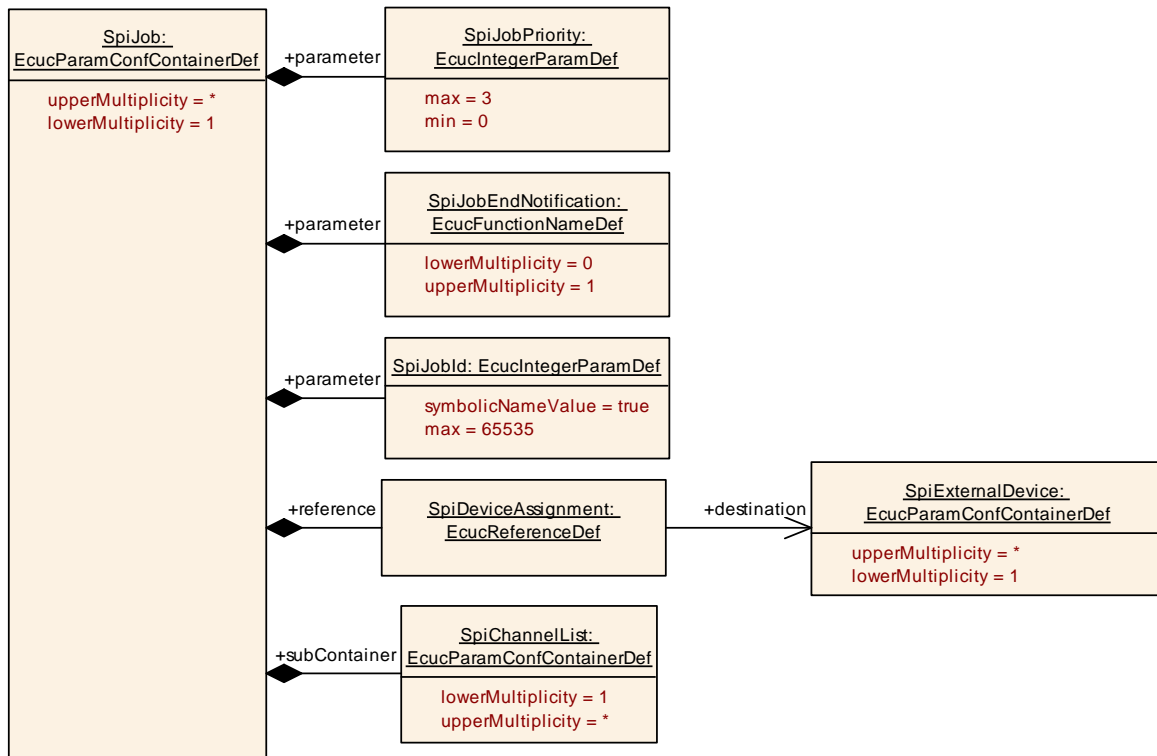 SpiJob:
EcucParamConfContainerDef
upperMultiplicity = *
lowerMultiplicity = 1
+parameter
SpiJobPriority:
EcucIntegerParamDef
max = 3
min = 0
+parameter
SpiJobEndNotification:
EcucFunctionNameDef
lowerMultiplicity = 0
upperMultiplicity = 1
+parameter
SpiJobId: EcucIntegerParamDef
symbolicNameValue = true
max = 65535
+reference
SpiDeviceAssignment:
EcucReferenceDef
+destination
SpiExternalDevice:
EcucParamConfContainerDef
upperMultiplicity = *
lowerMultiplicity = 1
+subContainer
SpiChannelList:
EcucParamConfContainerDef
lowerMultiplicity = 1
upperMultiplicity = *